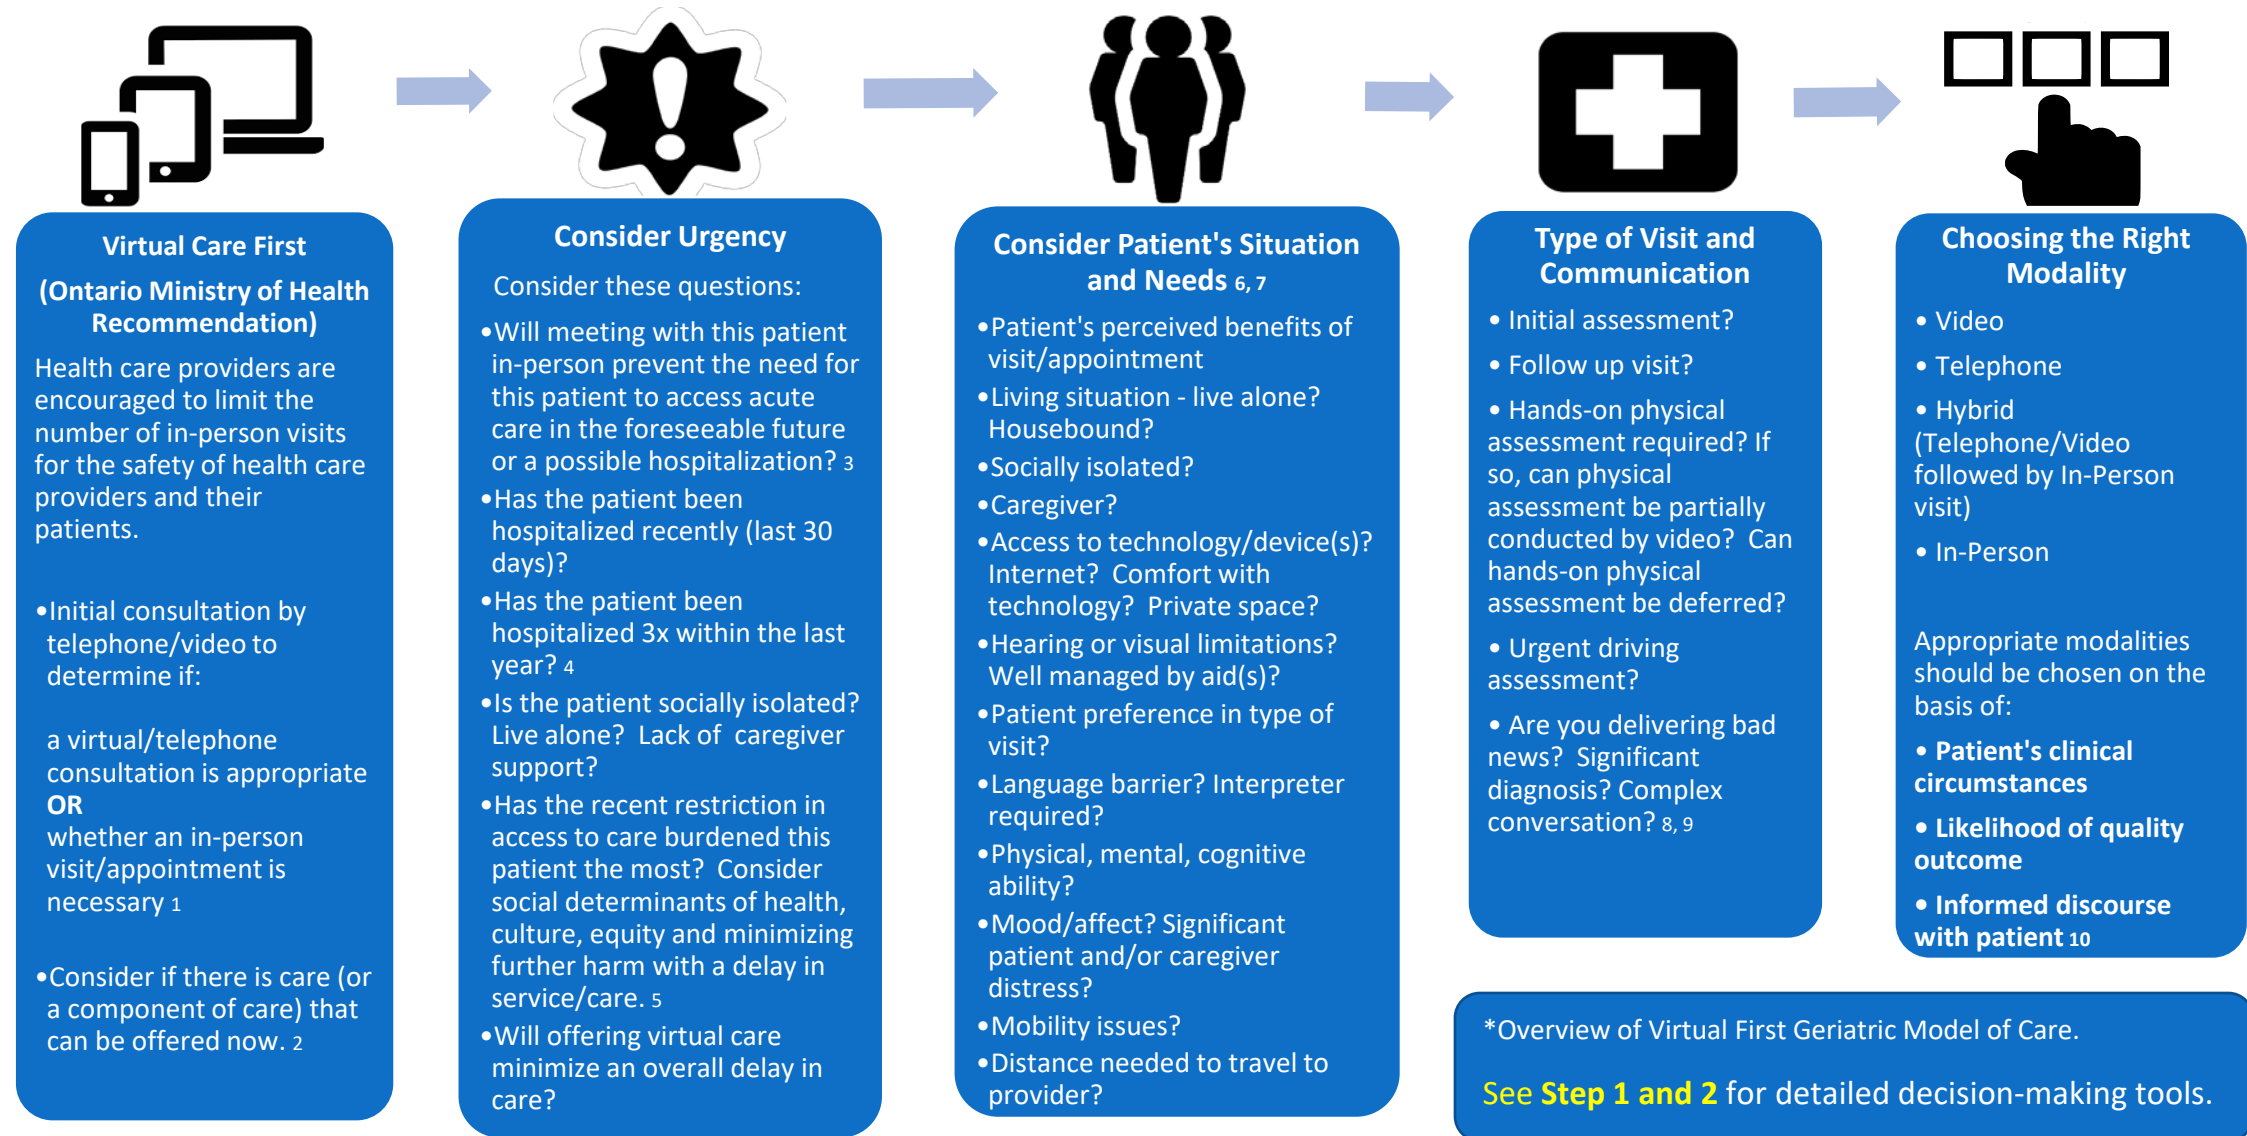 Virtual Care First
(Ontario Ministry of Health
Recommendation)
Health care providers are
encouraged to limit the
number of in-person visits
for the safety of health care
providers and their
patients.
•Initial consultation by
telephone/video to
determine if:
a virtual/telephone
consultation is appropriate
OR
whether an in-person
visit/appointment is
necessary 1
•Consider if there is care (or
a component of care) that
can be offered now. 2
Consider Urgency
Consider these questions:
•Will meeting with this patient
in-person prevent the need for
this patient to access acute
care in the foreseeable future
or a possible hospitalization? 3
•Has the patient been
hospitalized recently (last 30
days)?
•Has the patient been
hospitalized 3x within the last
year? 4
•Is the patient socially isolated?
Live alone? Lack of caregiver
support?
•Has the recent restriction in
access to care burdened this
patient the most? Consider
social determinants of health,
culture, equity and minimizing
further harm with a delay in
service/care. 5
•Will offering virtual care
minimize an overall delay in
care?
Consider Patient's Situation
and Needs 6, 7
•Patient's perceived benefits of
visit/appointment
•Living situation - live alone?
Housebound?
•Socially isolated?
•Caregiver?
•Access to technology/device(s)?
Internet? Comfort with
technology? Private space?
•Hearing or visual limitations?
Well managed by aid(s)?
•Patient preference in type of
visit?
•Language barrier? Interpreter
required?
•Physical, mental, cognitive
ability?
•Mood/affect? Significant
patient and/or caregiver
distress?
•Mobility issues?
•Distance needed to travel to
provider?
Type of Visit and
Communication
• Initial assessment?
• Follow up visit?
• Hands-on physical
assessment required? If
so, can physical
assessment be partially
conducted by video? Can
hands-on physical
assessment be deferred?
• Urgent driving
assessment?
• Are you delivering bad
news? Significant
diagnosis? Complex
conversation? 8, 9
Choosing the Right
Modality
• Video
• Telephone
• Hybrid
(Telephone/Video
followed by In-Person
visit)
• In-Person
Appropriate modalities
should be chosen on the
basis of:
• Patient's clinical
circumstances
• Likelihood of quality
outcome
• Informed discourse
with patient 10
*Overview of Virtual First Geriatric Model of Care.
See Step 1 and 2 for detailed decision-making tools.